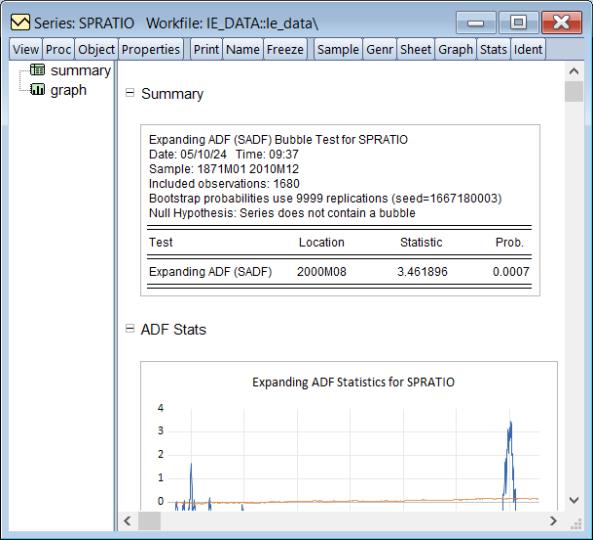 Series: SPRATIO Workfile: IE_DATA::Ie_data\
View Proc Object Properties Print Name Freeze Sample Genr Sheet Graph Stats Ident
summary
graph
Summary
Expanding ADF (SADF) Bubble Test for SPRATIO
Date: 05/10/24 Time: 09:37
Sample: 1871M01 2010M12
Included observations: 1680
Bootstrap probabilities use 9999 replications (seed=1667180003)
Null Hypothesis: Series does not contain a bubble
Test Location Statistic Prob.
Expanding ADF (SADF) 2000M08 3.461896 0.0007
ADF Stats
Expanding ADF Statistics for SPRATIO
4
3
2
1
0